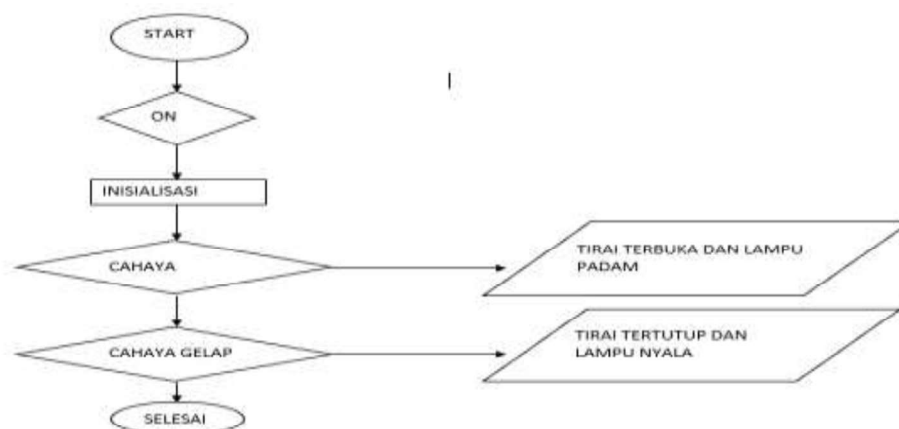 START
ON
INISIALISASI
CAHAYA
TIRAI TERBUKA DAN LAMPU
PADAM
CAHAYA GELAP
TIRAI TERTUTUP DAN
LAMPU NYALA
SELESAI